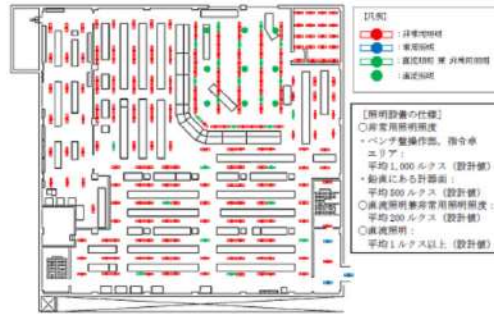 【凡例】
：非常用照明
：常用照明
：直流照明 兼 非常用照明
：直流照明
［照明設備の仕様］
○非常用照明照度
・ベンチ盤操作部、指令卓
エリア：
平均1,000 ルクス（設計値）
・鉛直にある計器面：
平均500 ルクス（設計値）
○直流照明兼非常用照明照度：
平均200 ルクス（設計値）
○直流照明：
平均1ルクス以上（設計値）